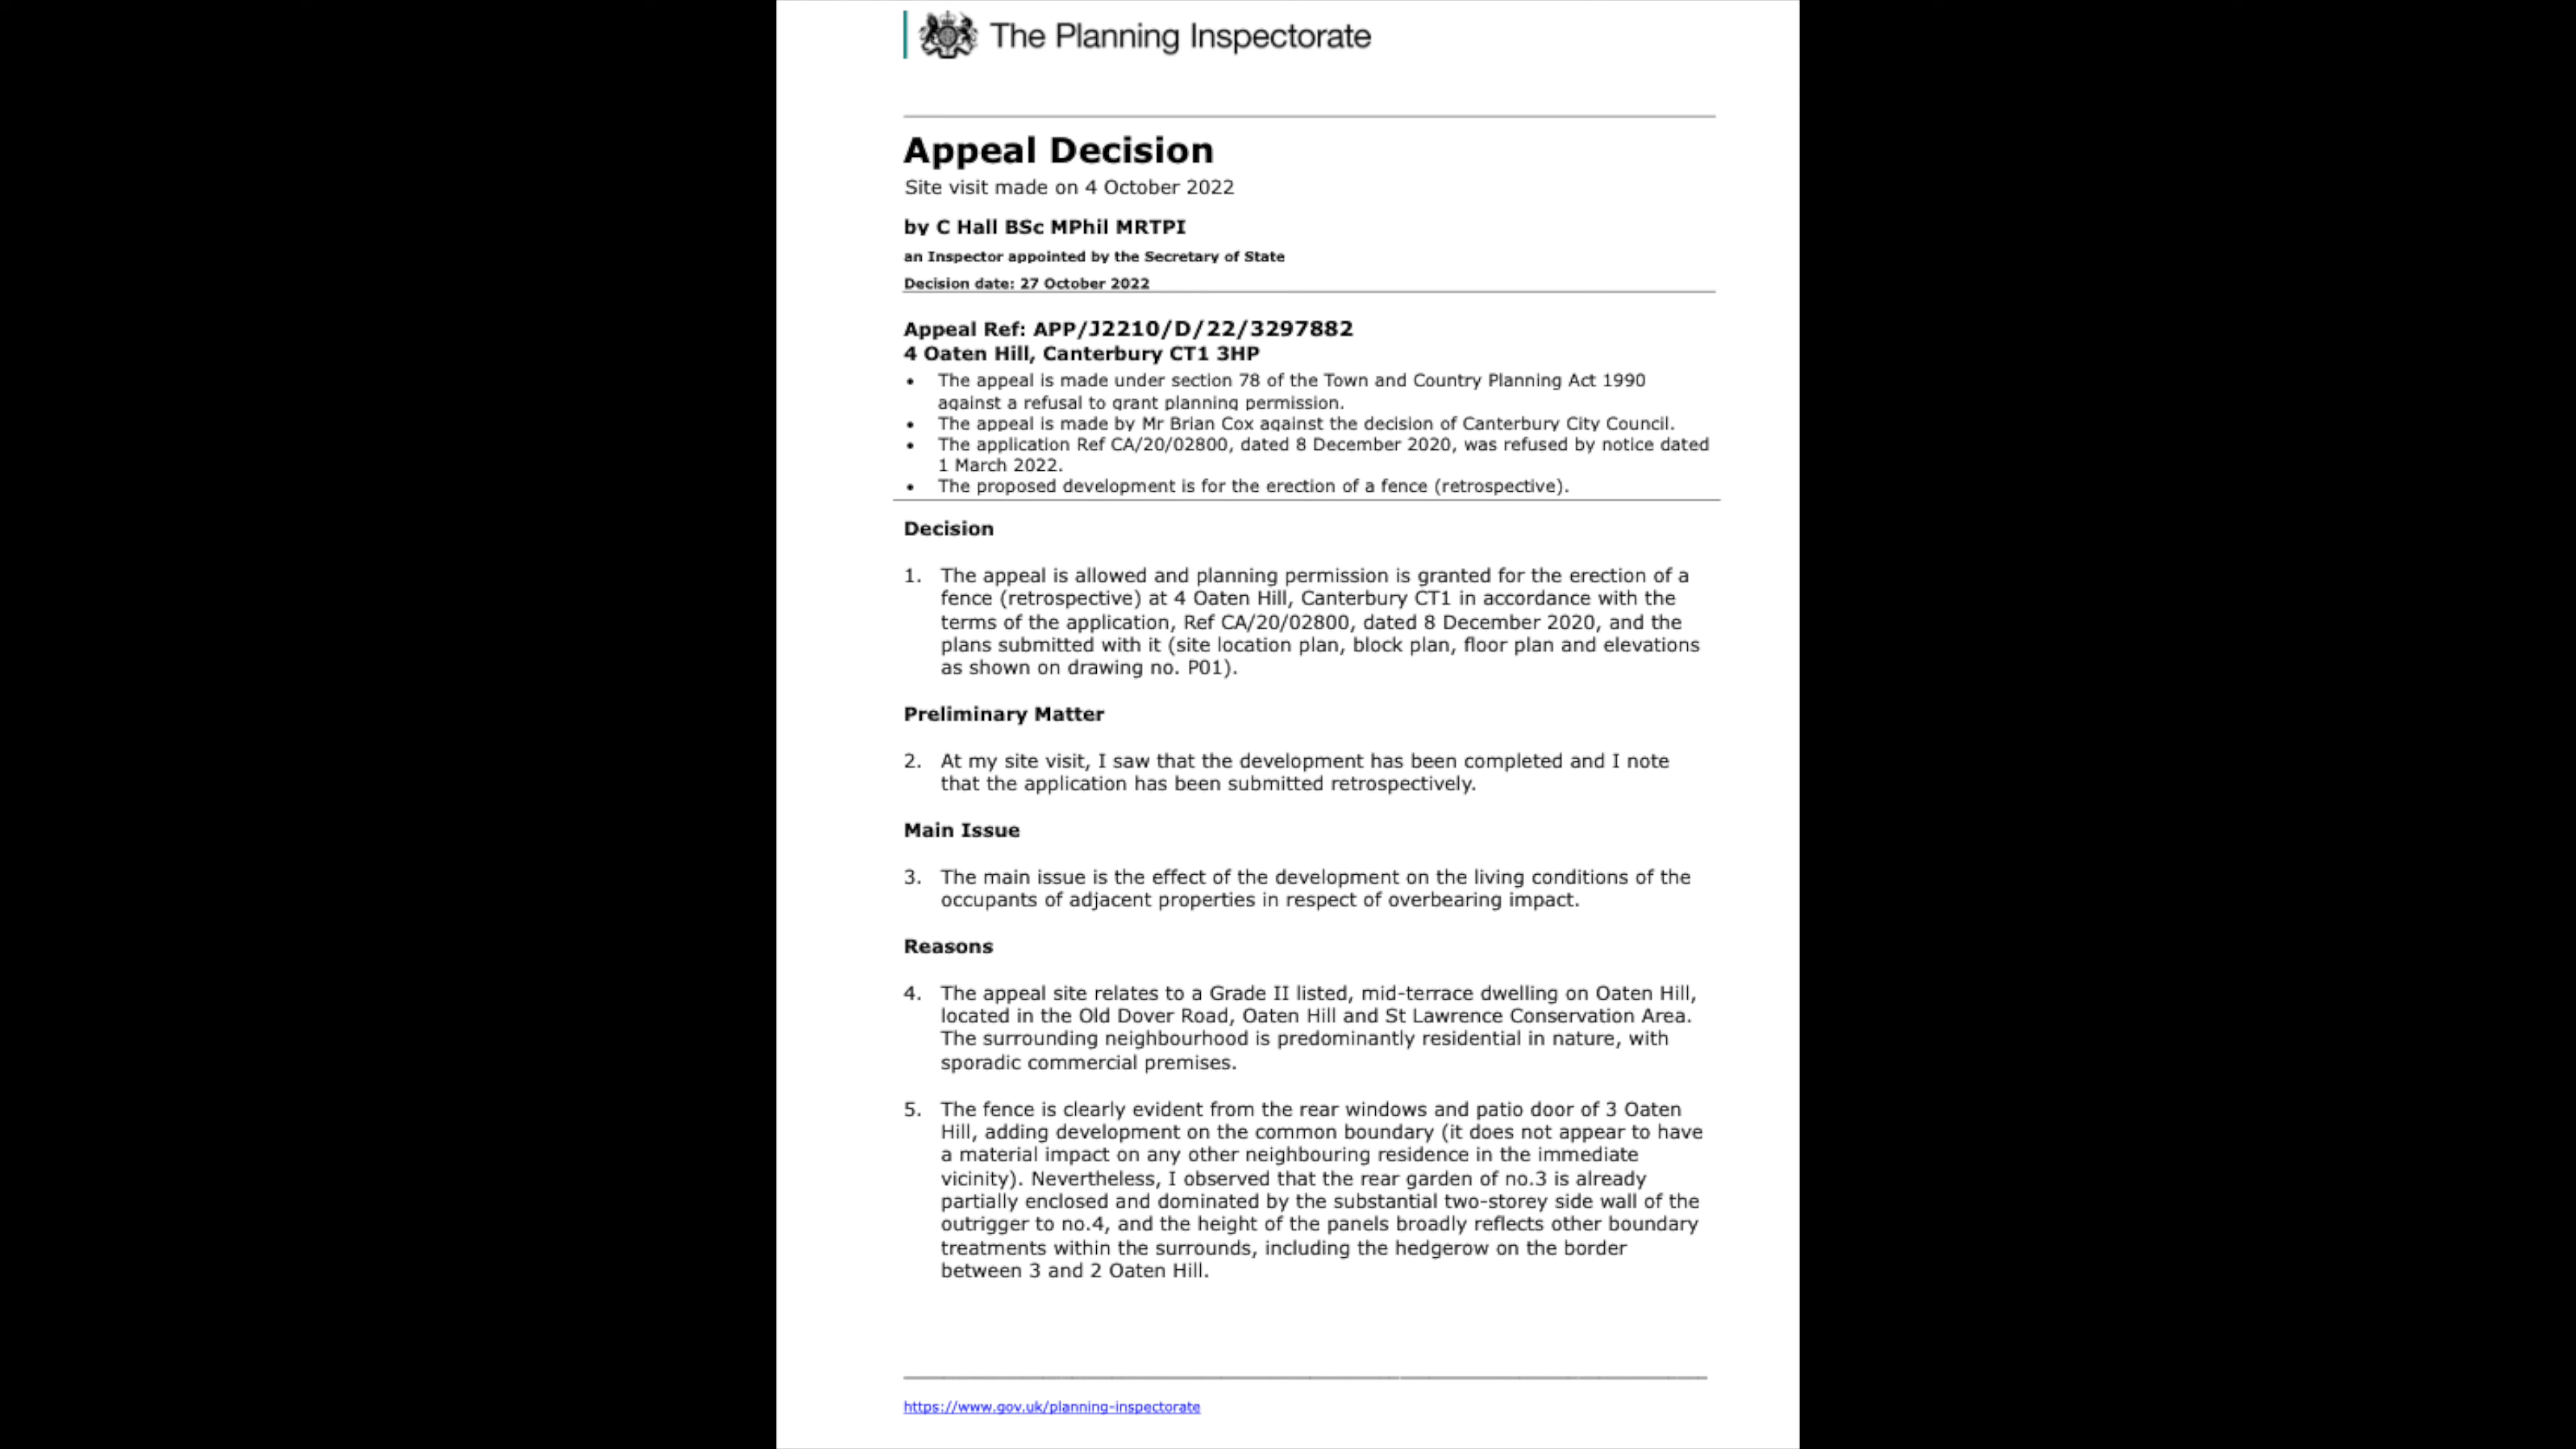 The Planning Inspectorate
Appeal Decision
Site visit made on 4 October 2022
by C Hall BSc MPhil MRTPI
an Inspector appointed by the Secretary of State
Decision date: 27 October 2022
Appeal Ref: APP/J2210/D/22/3297882
4 Oaten Hill, Canterbury CT1 3HP
• The appeal is made under section 78 of the Town and Country Planning Act 1990
against a refusal to grant planning permission.
• The appeal is made by Mr Brian Cox against the decision of Canterbury City Council.
• The application Ref CA/20/02800, dated 8 December 2020, was refused by notice dated
1 March 2022.
• The proposed development is for the erection of a fence (retrospective).
Decision
1. The appeal is allowed and planning permission is granted for the erection of a
fence (retrospective) at 4 Oaten Hill, Canterbury CT1 in accordance with the
terms of the application, Ref CA/20/02800, dated 8 December 2020, and the
plans submitted with it (site location plan, block plan, floor plan and elevations
as shown on drawing no. P01).
Preliminary Matter
2. At my site visit, I saw that the development has been completed and I note
that the application has been submitted retrospectively.
Main Issue
3. The main issue is the effect of the development on the living conditions of the
occupants of adjacent properties in respect of overbearing impact.
Reasons
4. The appeal site relates to a Grade II listed, mid-terrace dwelling on Oaten Hill,
located in the Old Dover Road, Oaten Hill and St Lawrence Conservation Area.
The surrounding neighbourhood is predominantly residential in nature, with
sporadic commercial premises.
5. The fence is clearly evident from the rear windows and patio door of 3 Oaten
Hill, adding development on the common boundary (it does not appear to have
a material impact on any other neighbouring residence in the immediate
vicinity). Nevertheless, I observed that the rear garden of no.3 is already
partially enclosed and dominated by the substantial two-storey side wall of the
outrigger to no.4, and the height of the panels broadly reflects other boundary
treatments within the surrounds, including the hedgerow on the border
between 3 and 2 Oaten Hill.
https://www.gov.uk/planning-inspectorate